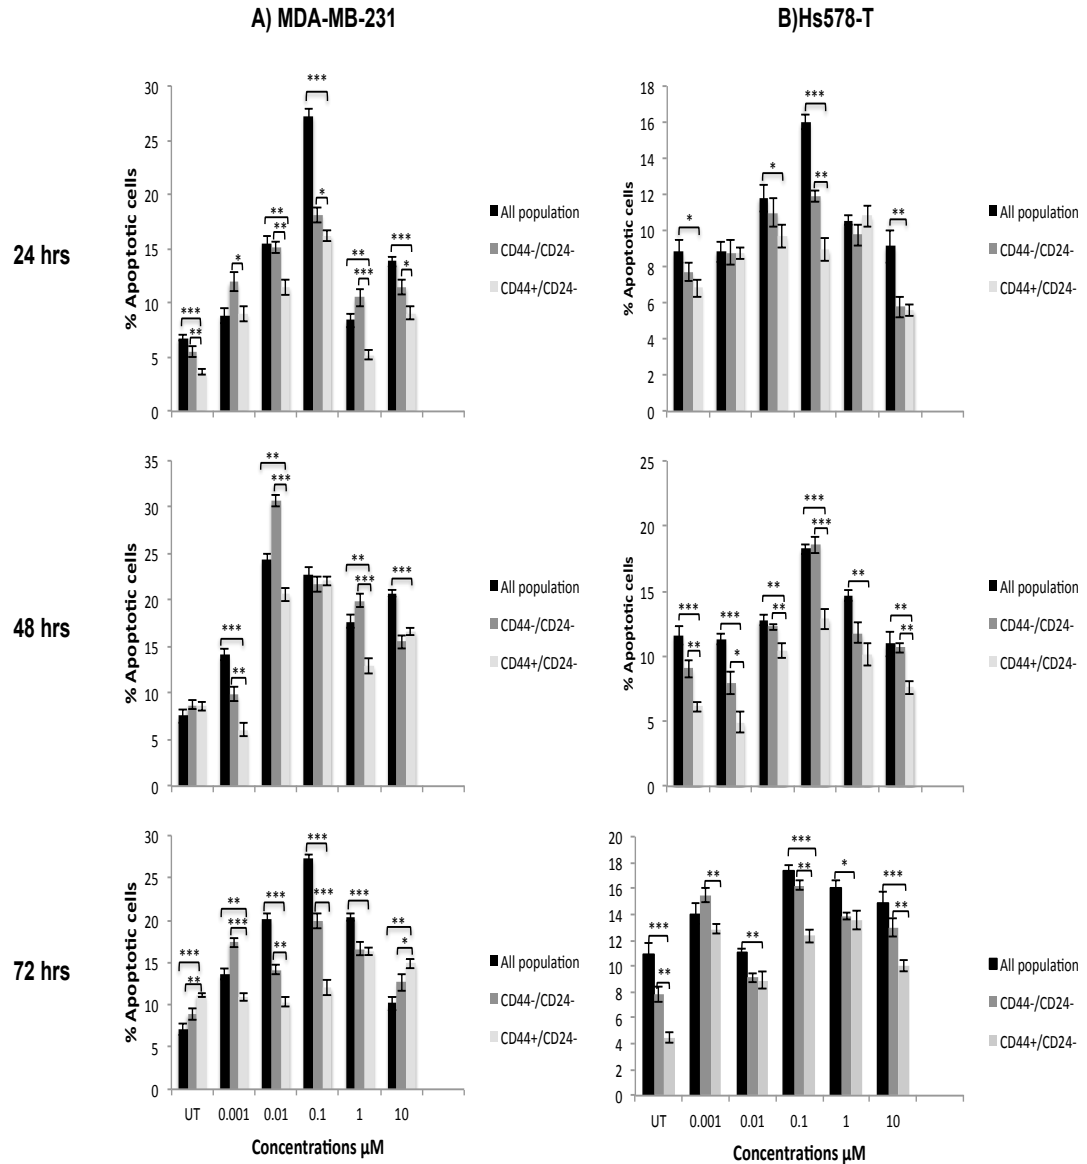 A) MDA-MB-231
B)Hs578-T
24 hrs
% Apoptotic cells
30
25
20
15
10
5
0
*** ** * ** ** *** * ** *** *** *
All population
CD44-/CD24-
CD44+/CD24-
% Apoptotic cells
18
16
14
12
10
8
6
4
2
0
* * *** ** **
All population
CD44-/CD24-
CD44+/CD24-
48 hrs
% Apoptotic cells
35
30
25
20
15
10
5
0
*** ** ** *** ** *** ***
All population
CD44-/CD24-
CD44+/CD24-
% Apoptotic cells
25
20
15
10
5
0
*** ** *** * ** ** *** *** ** ** **
All population
CD44-/CD24-
CD44+/CD24-
72 hrs
% Apoptotic cells
30
25
20
15
10
5
0
*** ** ** *** *** ** *** *** *** ** *
All population
CD44-/CD24-
CD44+/CD24-
UT 0.001 0.01 0.1 1 10
Concentrations µM
% Apoptotic cells
20
18
16
14
12
10
8
6
4
2
0
*** ** ** ** *** ** * *** **
All population
CD44-/CD24-
CD44+/CD24-
UT 0.001 0.01 0.1 1 10
Concentrations µM